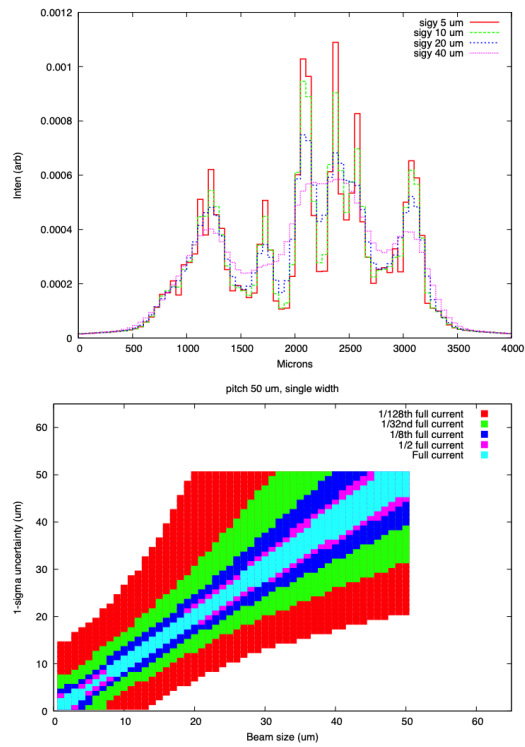 0.0012
0.001
0.0008
0.0006
0.0004
0.0002
0
Inten (arb)
sigy 5 um
sigy 10 um
sigy 20 um
sigy 40 um
0 500 1000 1500 2000 2500 3000 3500 4000
Microns
pitch 50 um, single width
60
50
40
30
20
10
0
1-sigma uncertainty (um)
1/128th full current
1/32nd full current
1/8th full current
1/2 full current
Full current
0 10 20 30 40 50 60
Beam size (um)